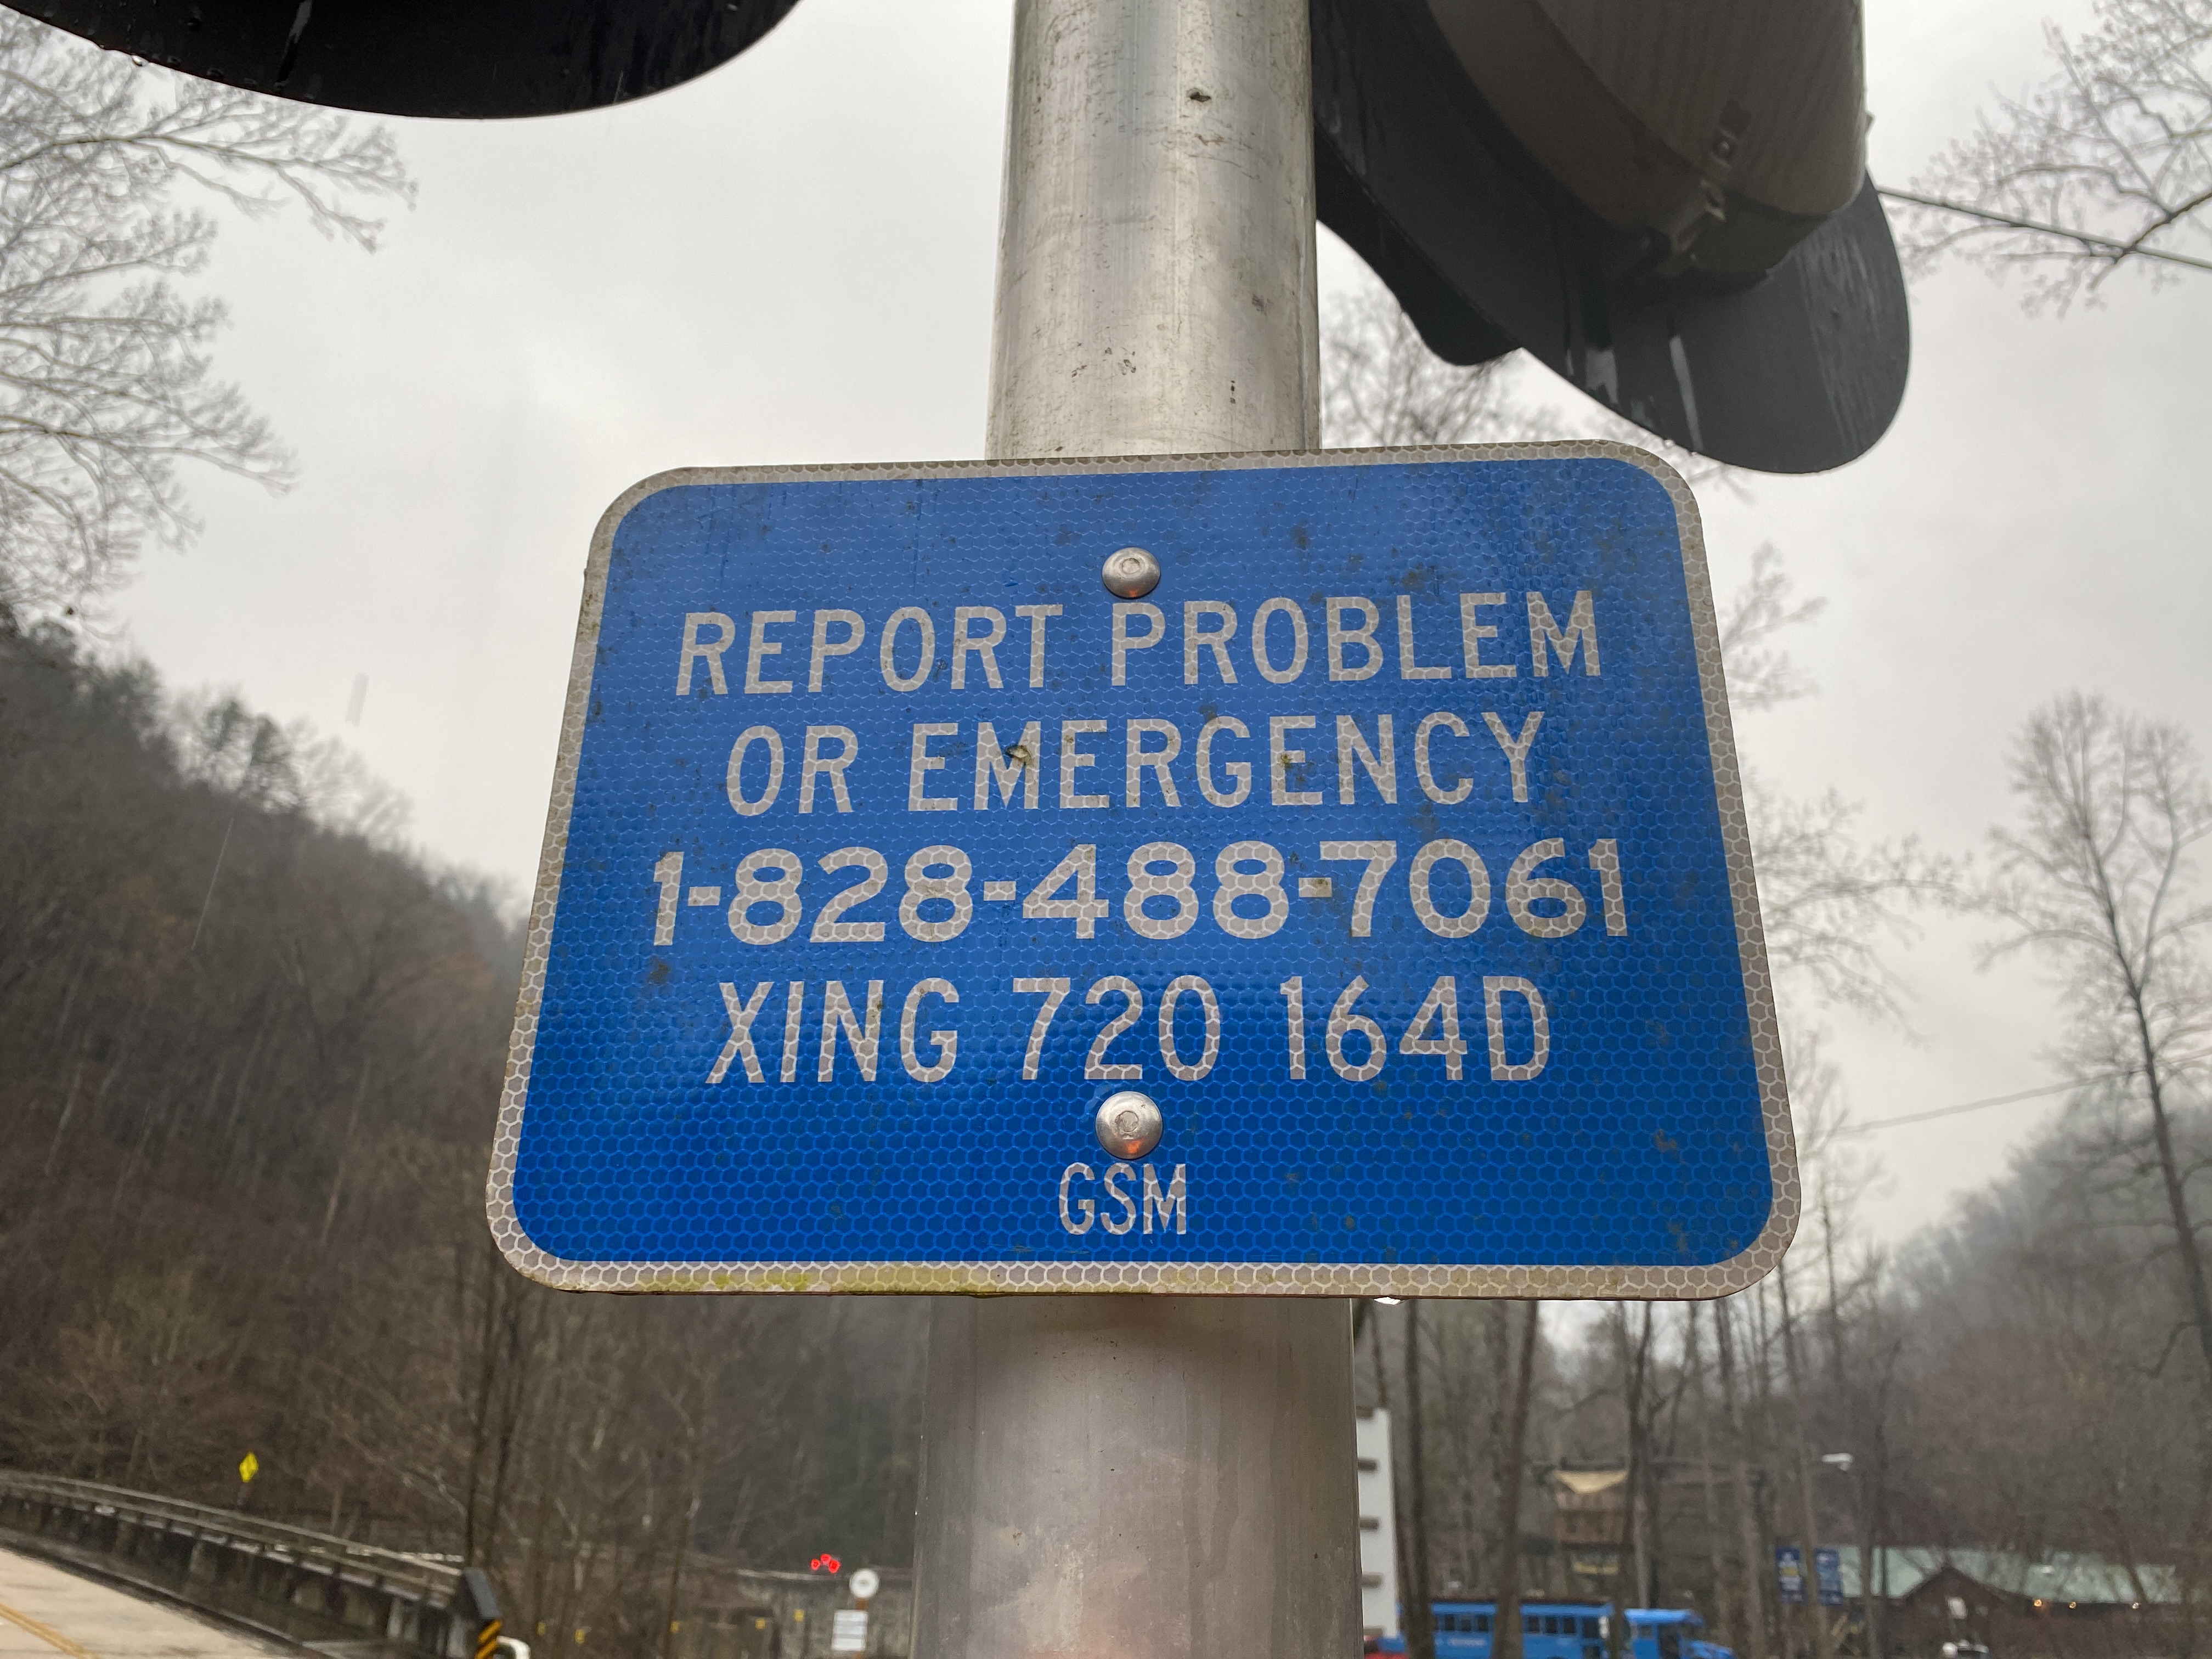 REPORT PROBLEM
OR EMERGENCY
1-828-488-7061
XING 720 164D
GSM